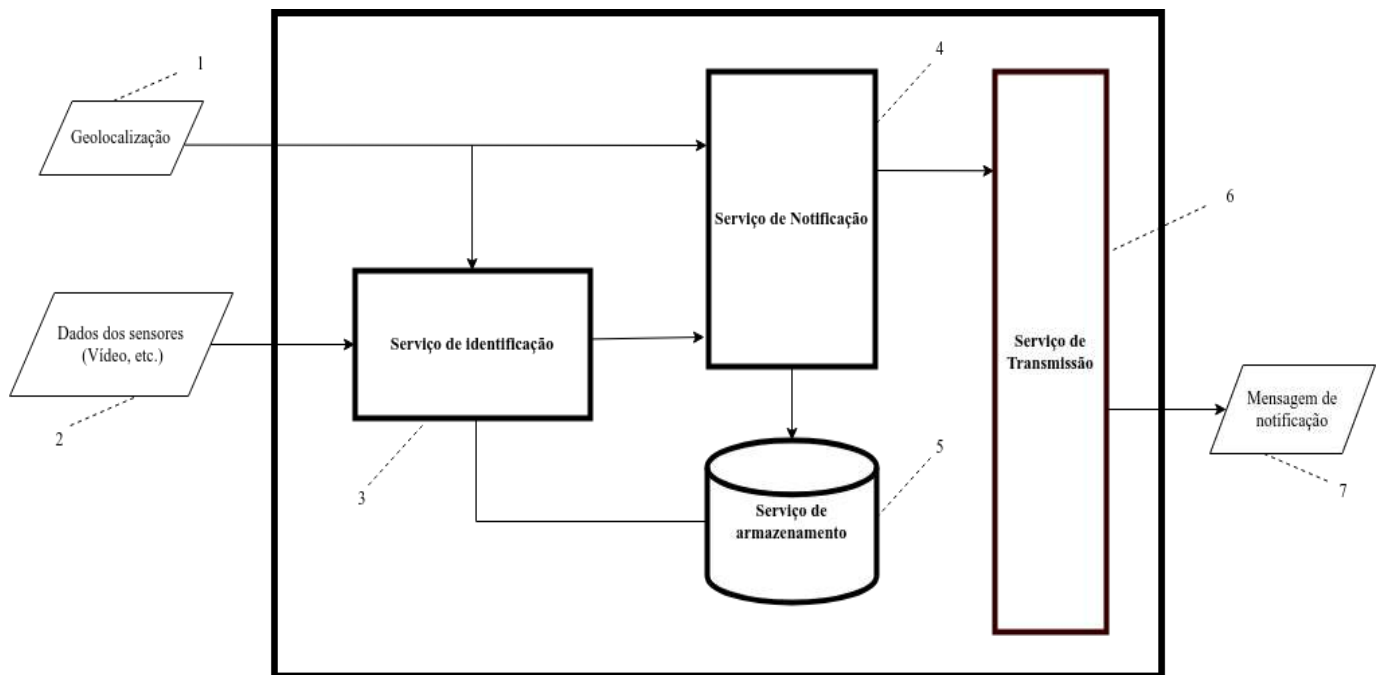 1
Geolocalização
4
Serviço de Notificação
6
Dados dos sensores
(Vídeo, etc.)
2
Serviço de identificação
3
Serviço de
Transmissão
Mensagem de
notificação
7
5
Serviço de
armazenamento